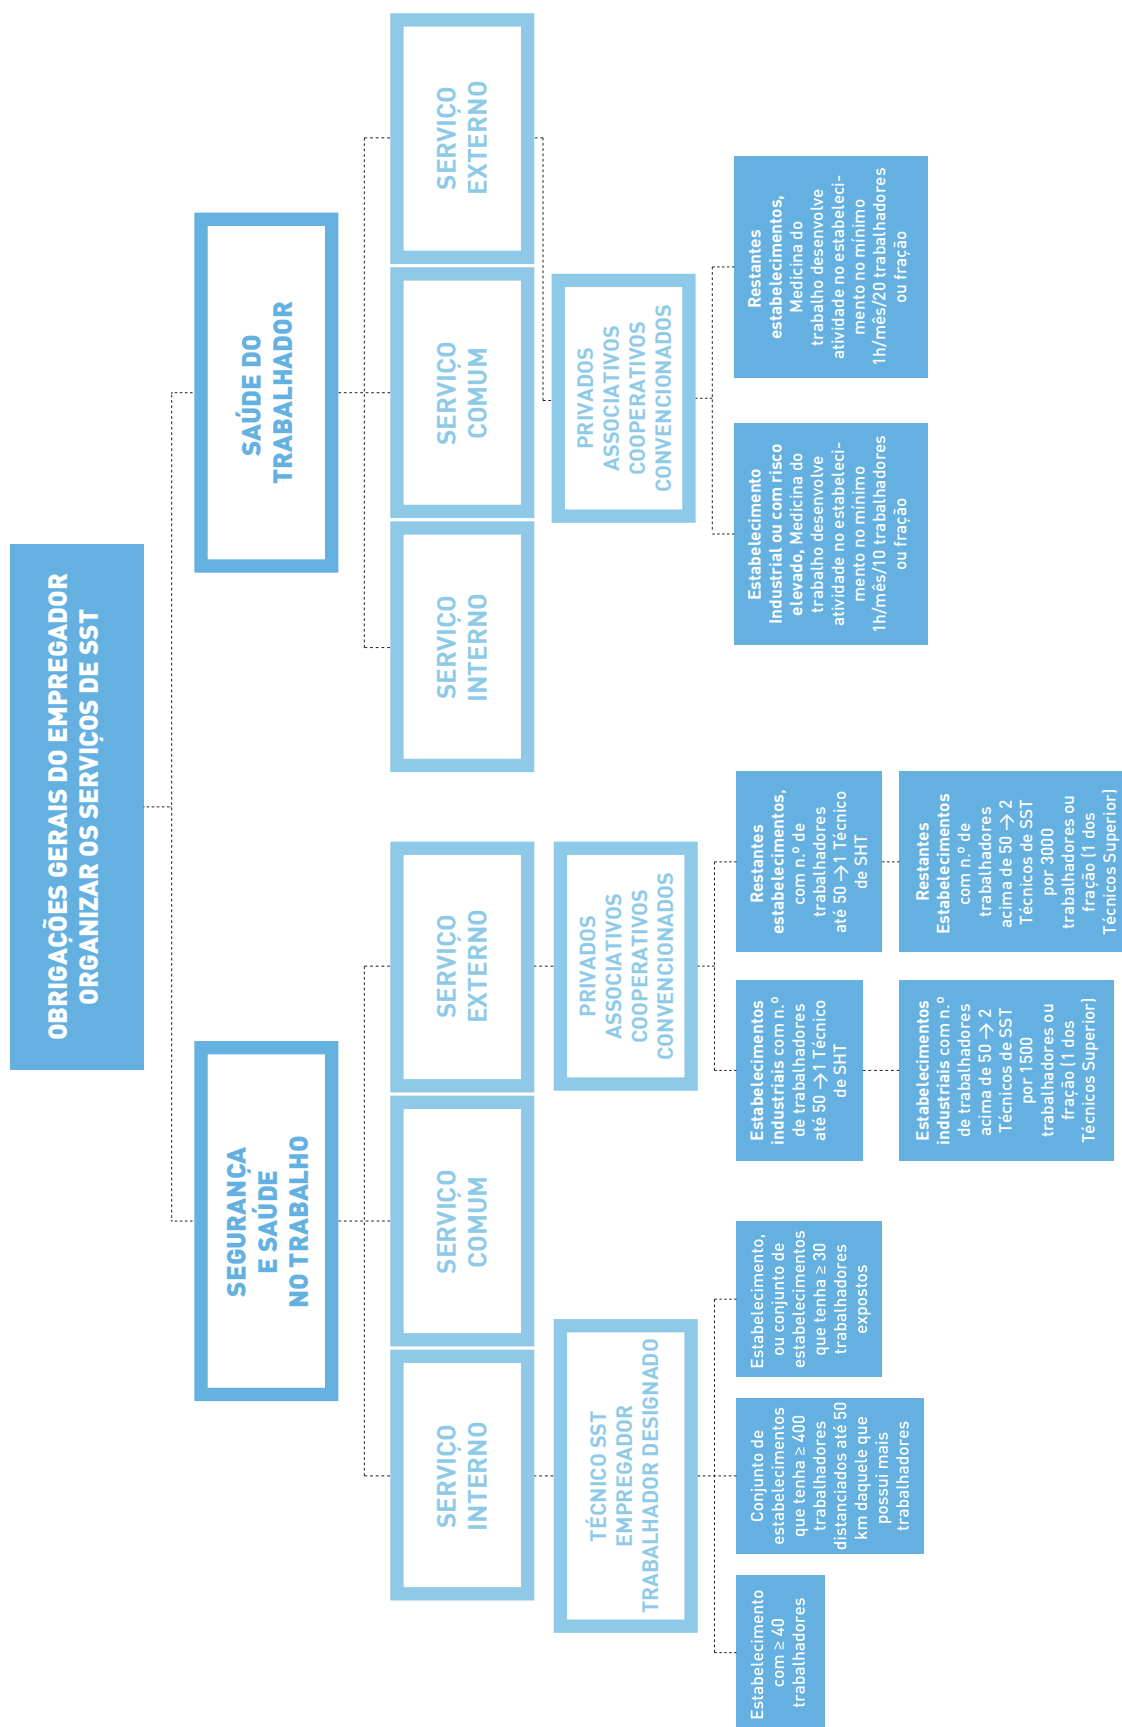 OBRIGAÇÕES GERAIS DO EMPREGADOR
ORGANIZAR OS SERVIÇOS DE SST
SEGURANÇA
E SAÚDE
NO TRABALHO
SAÚDE DO
TRABALHADOR
SERVIÇO
INTERNO
SERVIÇO
COMUM
SERVIÇO
EXTERNO
SERVIÇO
INTERNO
SERVIÇO
COMUM
SERVIÇO
EXTERNO
TÉCNICO SST
EMPREGADOR
TRABALHADOR DESIGNADO
PRIVADOS
ASSOCIATIVOS
COOPERATIVOS
CONVENCIONADOS
PRIVADOS
ASSOCIATIVOS
COOPERATIVOS
CONVENCIONADOS
Estabelecimento
com ≥ 40
trabalhadores
Conjunto de
estabelecimentos
que tenha ≥ 400
trabalhadores
distanciados até 50
km daquele que
possui mais
trabalhadores
Estabelecimento,
ou conjunto de
estabelecimentos
que tenha ≥ 30
trabalhadores
expostos
Estabelecimentos
industriais com n.º
de trabalhadores
até 50 → 1 Técnico
de SHT
Restantes
estabelecimentos,
com n.º de
trabalhadores
até 50 → 1 Técnico
de SHT
Estabelecimento
Industrial ou com risco
elevado, Medicina do
trabalho desenvolve
atividade no estabeleci-
mento no mínimo
1h/mês/10 trabalhadores
ou fração
Restantes
estabelecimentos,
Medicina do
trabalho desenvolve
atividade no estabeleci-
mento no mínimo
1h/mês/20 trabalhadores
ou fração
Estabelecimentos
industriais com n.º
de trabalhadores
acima de 50 → 2
Técnicos de SST
por 1500
trabalhadores ou
fração (1 dos
Técnicos Superior)
Restantes
Estabelecimentos
com n.º de
trabalhadores
acima de 50 → 2
Técnicos de SST
por 3000
trabalhadores ou
fração (1 dos
Técnicos Superior)